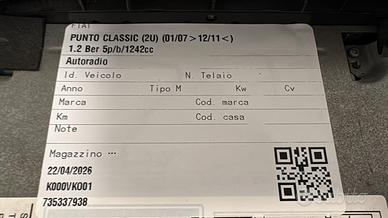 FIAT
PUNTO CLASSIC (2U) (01/07>12/11<)
1.2 Ber 5p/b/1242cc
Autoradio
Id. Veicolo N. Telaio
Anno Tipo M Kw Cv
Marca Cod. marca
Km Cod. casa
Note
Magazzino ...
22/04/2026
K000VK001
735337938